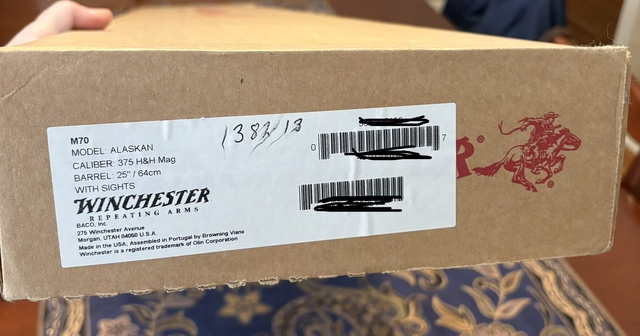 M70
MODEL: ALASKAN
CALIBER: 375 H&H Mag
BARREL: 25" / 64cm
WITH SIGHTS
WINCHESTER
REPEATING ARMS
BACO, Inc.
275 Winchester Avenue
Morgan, UTAH 84050 U.S.A.
Made in the USA; Assembled in Portugal by Browning Viana
Winchester is a registered trademark of Olin Corporation
0 7
R®